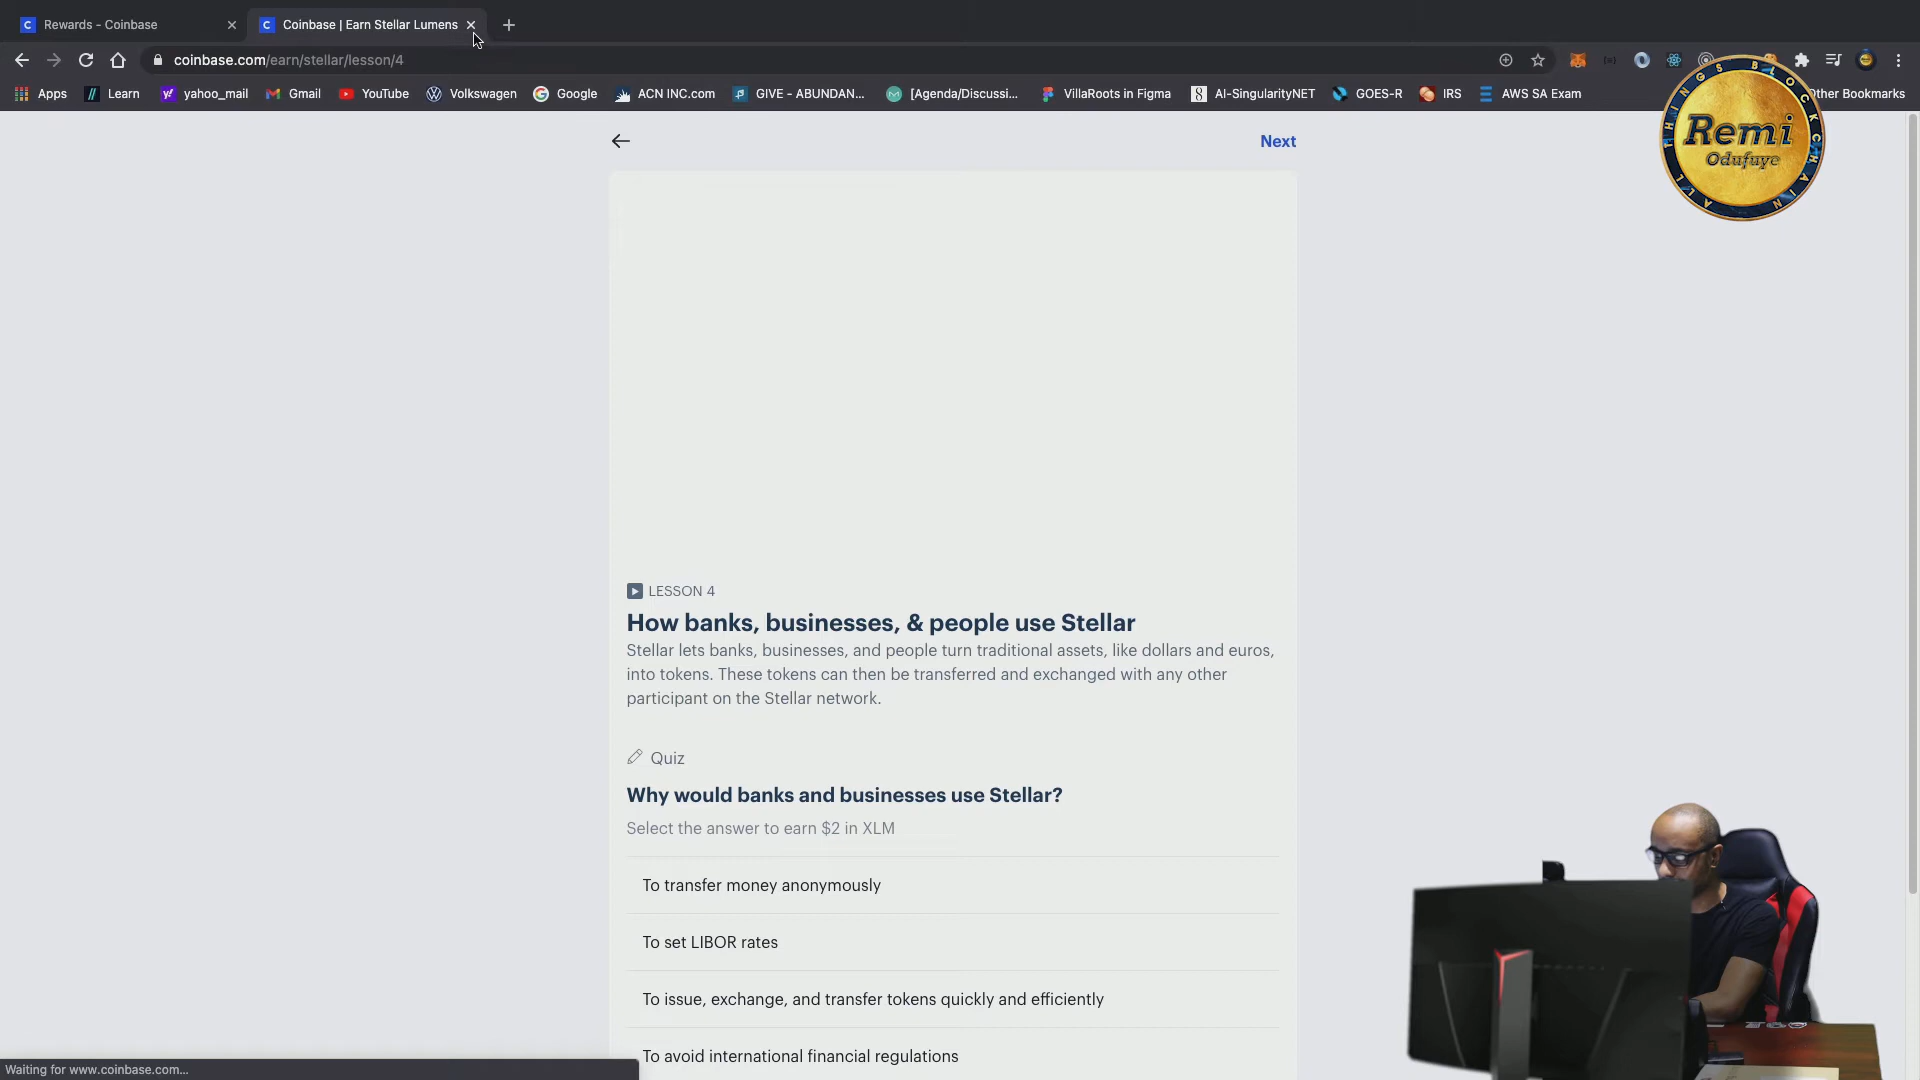 Rewards - Coinbase
Coinbase | Earn Stellar Lumens
coinbase.com/earn/stellar/lesson/4
Apps
Learn
yahoo_mail
Gmail
YouTube
Volkswagen
Google
ACN INC.com
GIVE - ABUNDAN...
[Agenda/Discussi...
VillaRoots in Figma
AI-SingularityNET
GOES-R
IRS
AWS SA Exam
Other Bookmarks
Next
ALL THINGS BLOCKCHAIN
Remi
Odufuye
LESSON 4
How banks, businesses, & people use Stellar
Stellar lets banks, businesses, and people turn traditional assets, like dollars and euros,
into tokens. These tokens can then be transferred and exchanged with any other
participant on the Stellar network.
Quiz
Why would banks and businesses use Stellar?
Select the answer to earn $2 in XLM
To transfer money anonymously
To set LIBOR rates
To issue, exchange, and transfer tokens quickly and efficiently
To avoid international financial regulations
Waiting for www.coinbase.com...